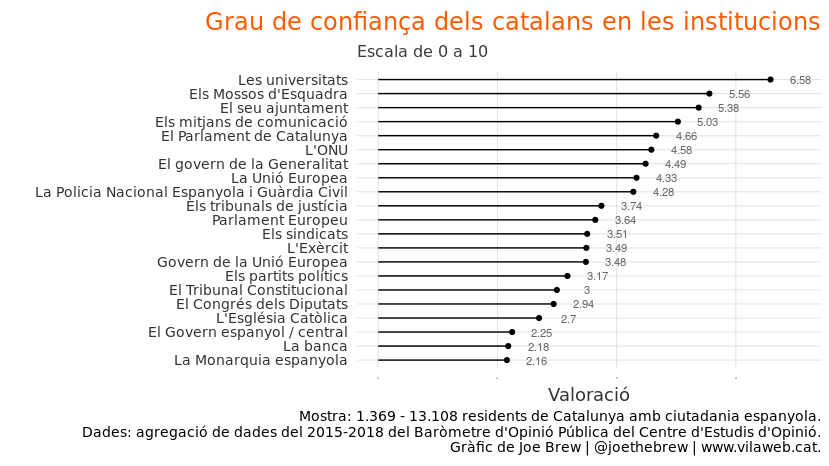 Grau de confiança dels catalans en les institucions
Escala de 0 a 10
Les universitats 6.58
Els Mossos d'Esquadra 5.56
El seu ajuntament 5.38
Els mitjans de comunicació 5.03
El Parlament de Catalunya 4.66
L'ONU 4.58
El govern de la Generalitat 4.49
La Unió Europea 4.33
La Policia Nacional Espanyola i Guàrdia Civil 4.28
Els tribunals de justícia 3.74
Parlament Europeu 3.64
Els sindicats 3.51
L'Exèrcit 3.49
Govern de la Unió Europea 3.48
Els partits polítics 3.17
El Tribunal Constitucional 3
El Congrés dels Diputats 2.94
L'Església Catòlica 2.7
El Govern espanyol / central 2.25
La banca 2.18
La Monarquia espanyola 2.16
Valoració
Mostra: 1.369 - 13.108 residents de Catalunya amb ciutadania espanyola.
Dades: agregació de dades del 2015-2018 del Baròmetre d'Opinió Pública del Centre d'Estudis d'Opinió.
Gràfic de Joe Brew | @joethebrew | www.vilaweb.cat.